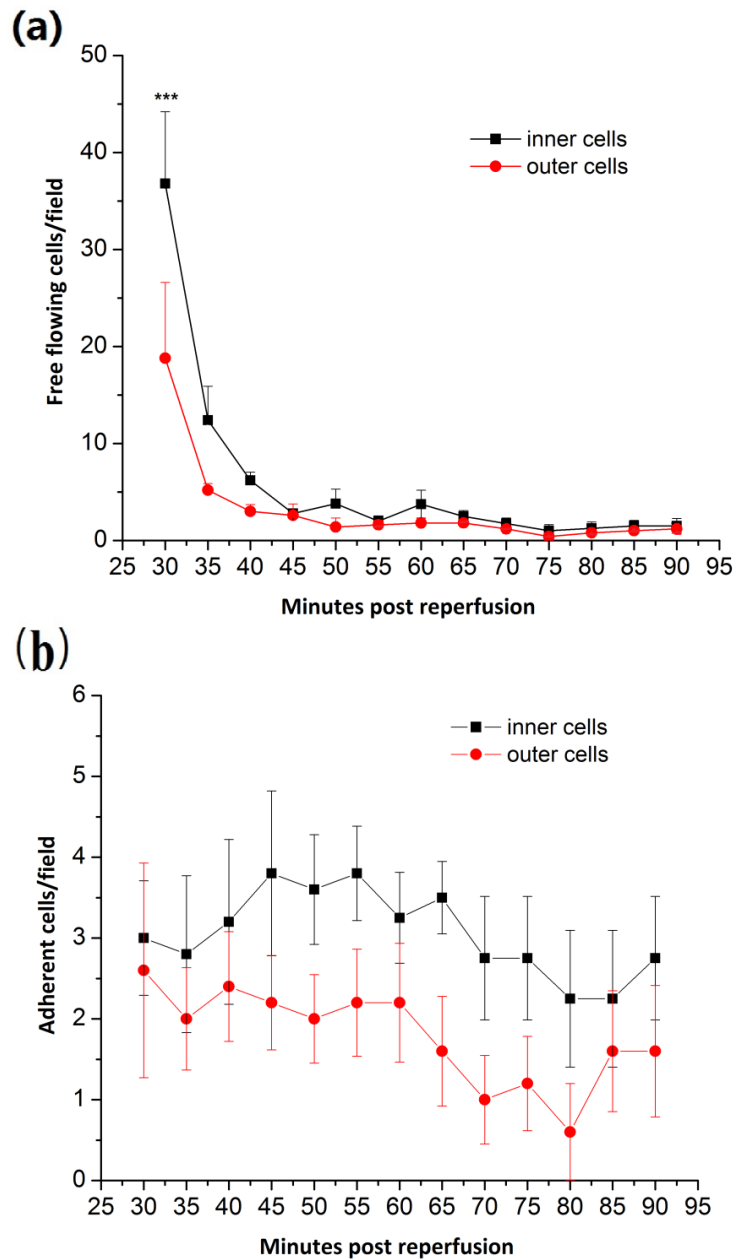 (a)
50
40
30
20
10
0
***
inner cells
outer cells
Free flowing cells/field
25 30 35 40 45 50 55 60 65 70 75 80 85 90 95
Minutes post reperfusion
(b)
6
5
4
3
2
1
0
inner cells
outer cells
Adherent cells/field
25 30 35 40 45 50 55 60 65 70 75 80 85 90 95
Minutes post reperfusion